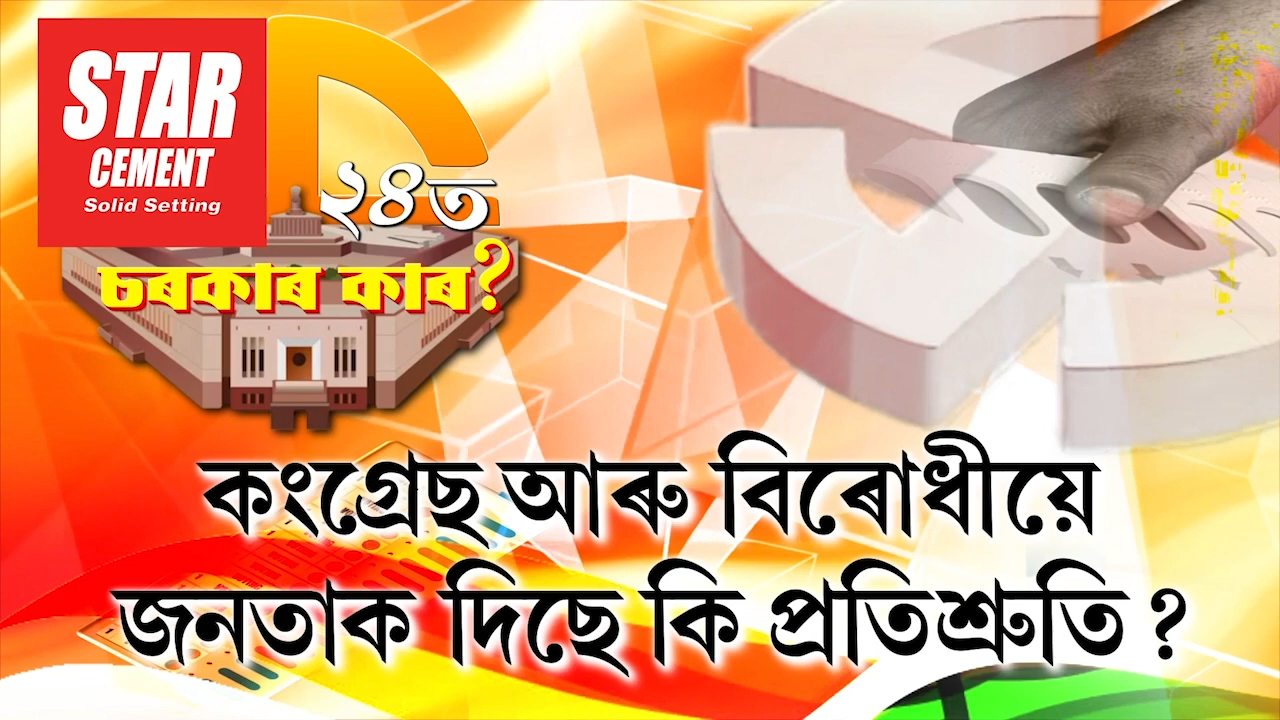 STAR
CEMENT
Solid Setting
২৪ত
চৰকাৰ কাৰ?
কংগ্ৰেছ আৰু বিৰোধীয়ে
জনতাক দিছে কি প্ৰতিশ্ৰুতি ?